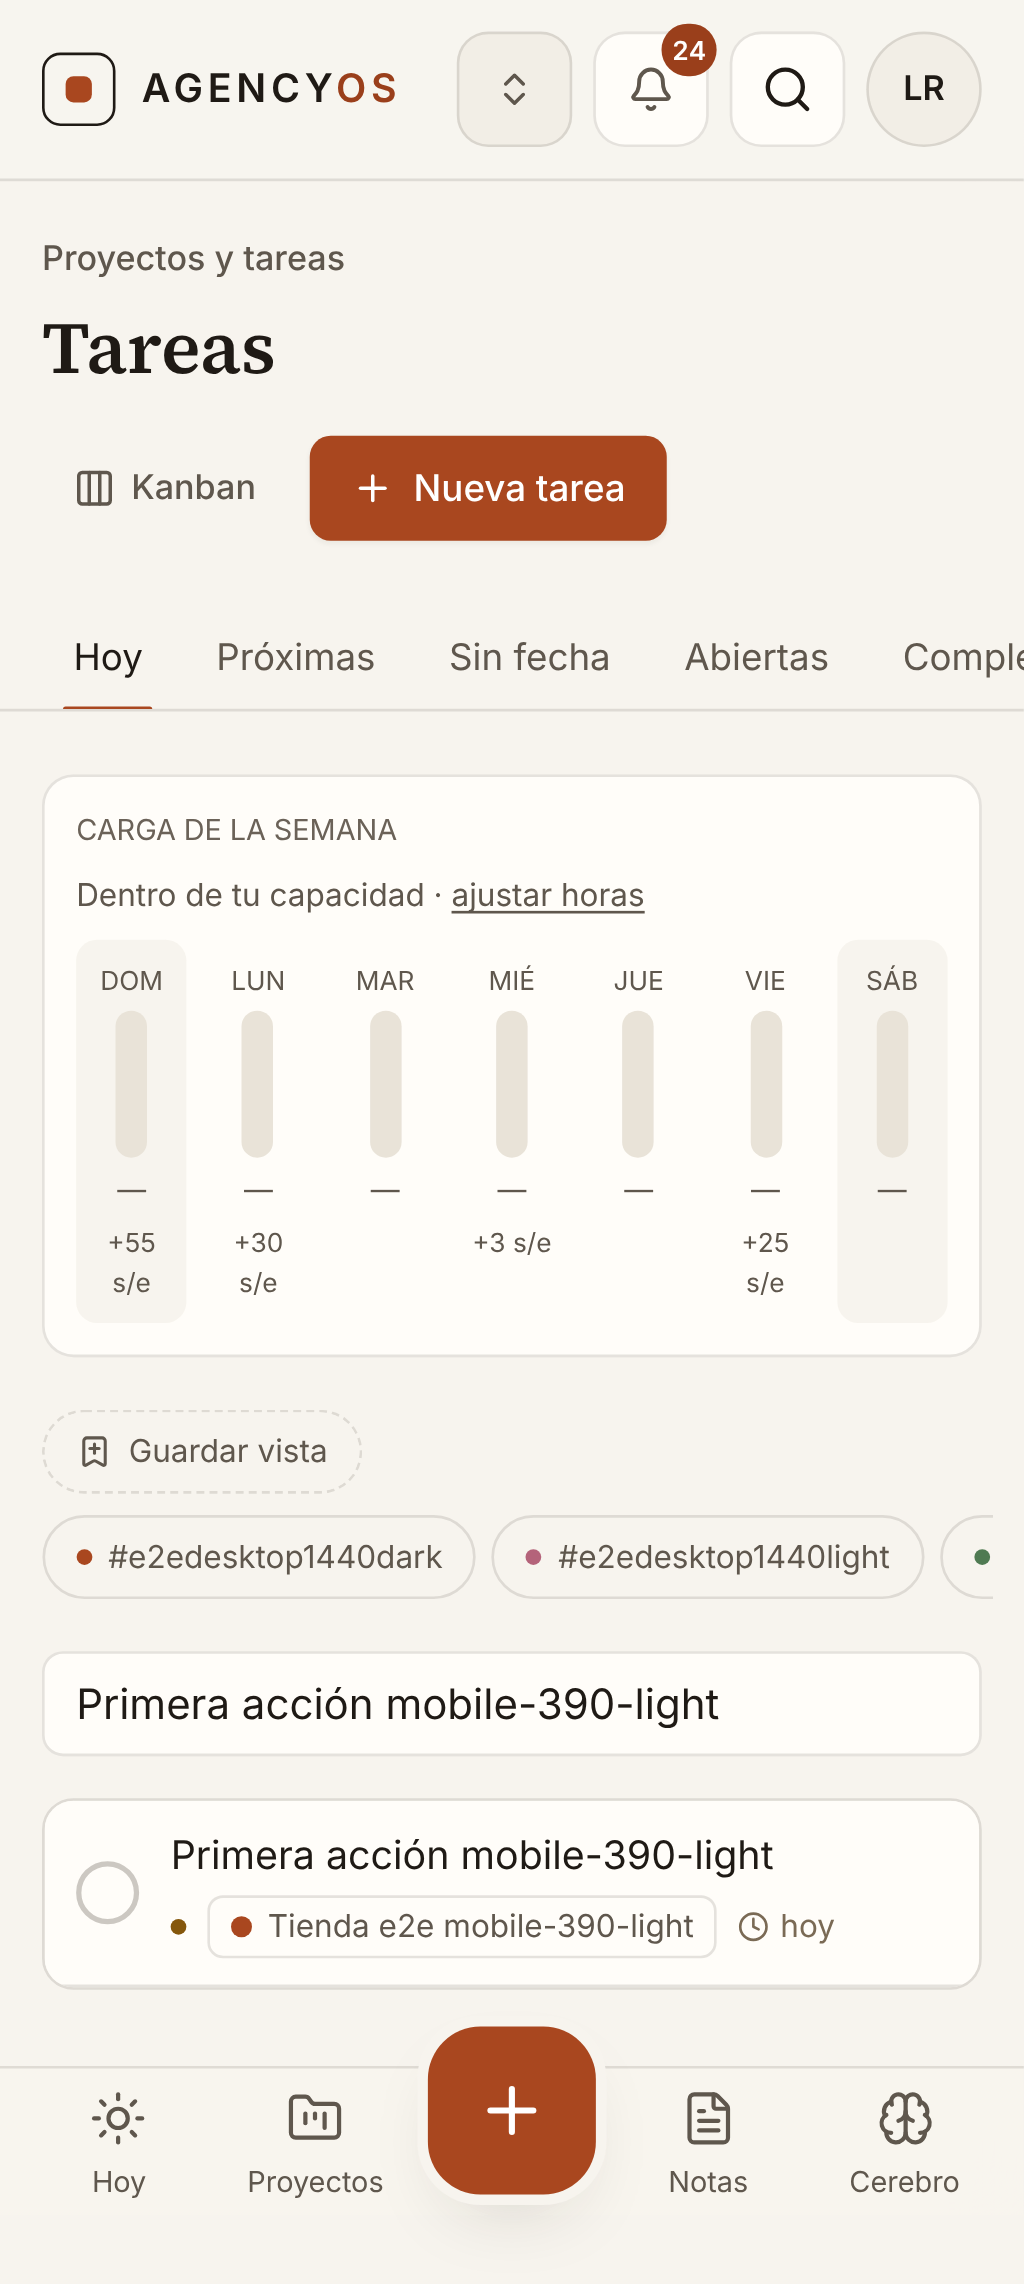 AGENCYOS
24
LR
Proyectos y tareas
Tareas
Kanban
+ Nueva tarea
Hoy Próximas Sin fecha Abiertas Comple
CARGA DE LA SEMANA
Dentro de tu capacidad · ajustar horas
DOM LUN MAR MIÉ JUE VIE SÁB
— — — — — — —
+55 s/e +30 s/e +3 s/e +25 s/e
Guardar vista
#e2edesktop1440dark #e2edesktop1440light
Primera acción mobile-390-light
Primera acción mobile-390-light
Tienda e2e mobile-390-light hoy
Hoy Proyectos Notas Cerebro